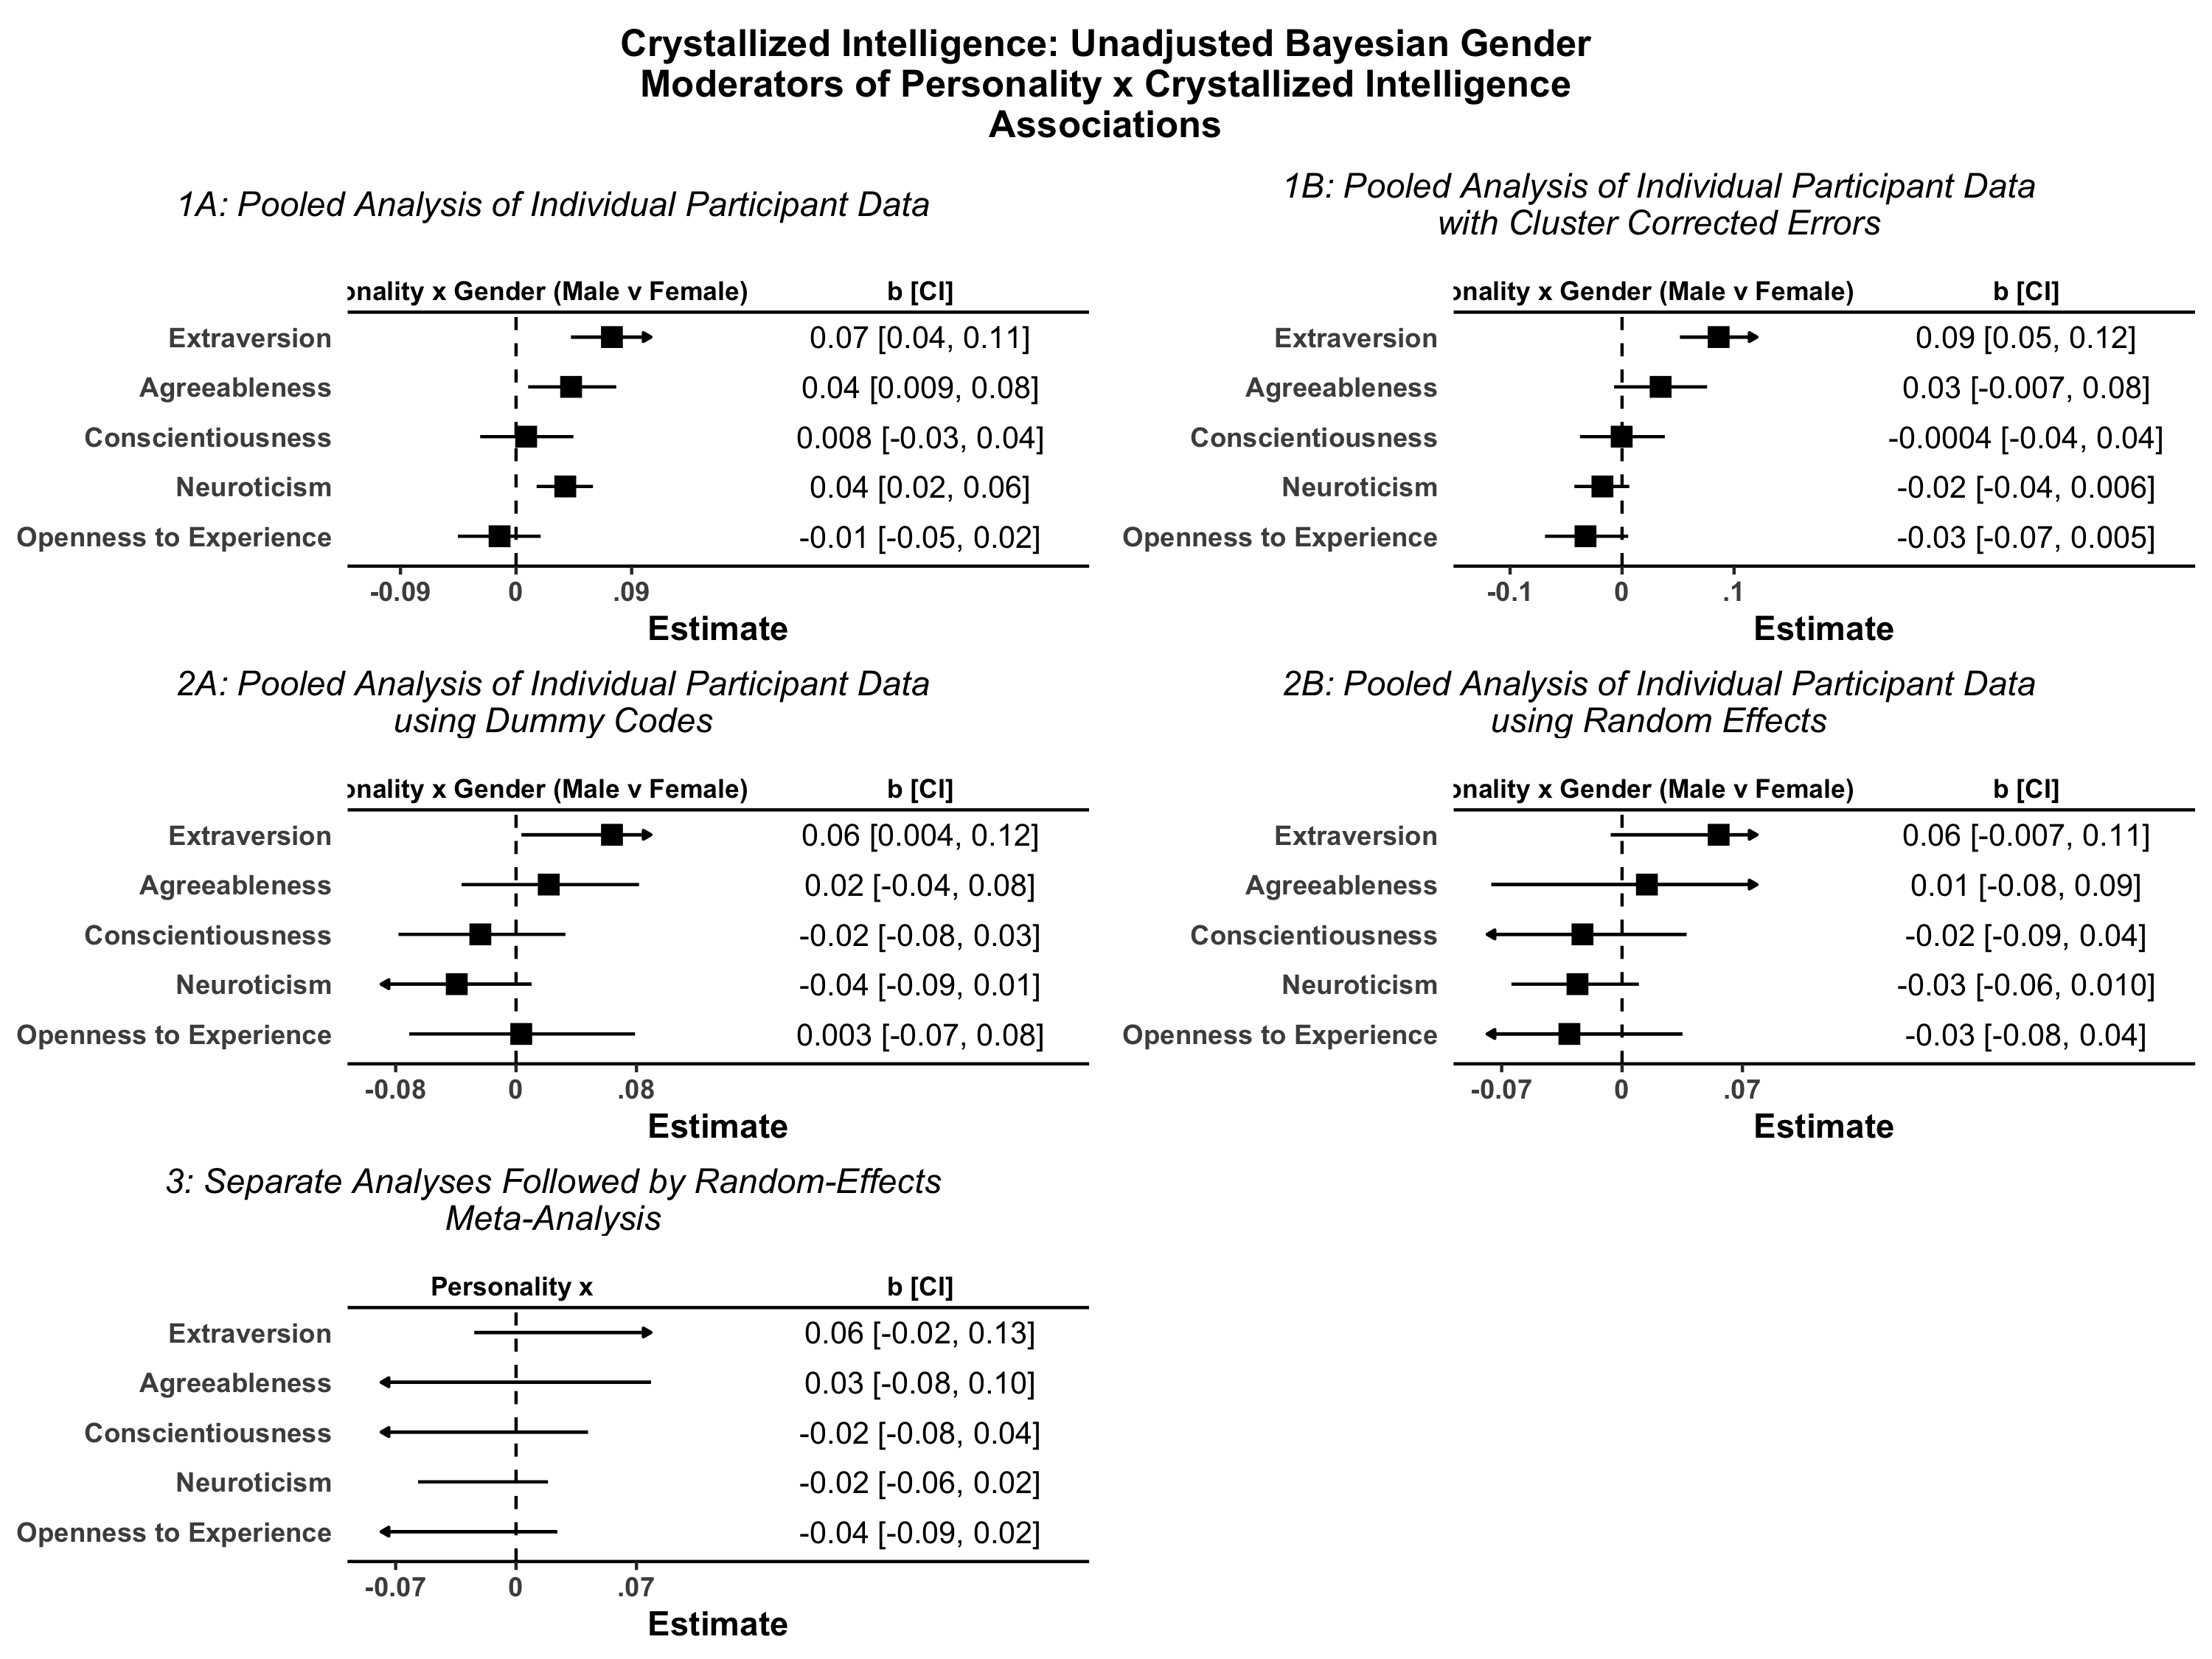 Crystallized Intelligence: Unadjusted Bayesian Gender
Moderators of Personality x Crystallized Intelligence
Associations
1A: Pooled Analysis of Individual Participant Data
onality x Gender (Male v Female) b [CI]
Extraversion 0.07 [0.04, 0.11]
Agreeableness 0.04 [0.009, 0.08]
Conscientiousness 0.008 [-0.03, 0.04]
Neuroticism 0.04 [0.02, 0.06]
Openness to Experience -0.01 [-0.05, 0.02]
-0.09 0 .09
Estimate
1B: Pooled Analysis of Individual Participant Data
with Cluster Corrected Errors
onality x Gender (Male v Female) b [CI]
Extraversion 0.09 [0.05, 0.12]
Agreeableness 0.03 [-0.007, 0.08]
Conscientiousness -0.0004 [-0.04, 0.04]
Neuroticism -0.02 [-0.04, 0.006]
Openness to Experience -0.03 [-0.07, 0.005]
-0.1 0 .1
Estimate
2A: Pooled Analysis of Individual Participant Data
using Dummy Codes
onality x Gender (Male v Female) b [CI]
Extraversion 0.06 [0.004, 0.12]
Agreeableness 0.02 [-0.04, 0.08]
Conscientiousness -0.02 [-0.08, 0.03]
Neuroticism -0.04 [-0.09, 0.01]
Openness to Experience 0.003 [-0.07, 0.08]
-0.08 0 .08
Estimate
2B: Pooled Analysis of Individual Participant Data
using Random Effects
onality x Gender (Male v Female) b [CI]
Extraversion 0.06 [-0.007, 0.11]
Agreeableness 0.01 [-0.08, 0.09]
Conscientiousness -0.02 [-0.09, 0.04]
Neuroticism -0.03 [-0.06, 0.010]
Openness to Experience -0.03 [-0.08, 0.04]
-0.07 0 .07
Estimate
3: Separate Analyses Followed by Random-Effects
Meta-Analysis
Personality x b [CI]
Extraversion 0.06 [-0.02, 0.13]
Agreeableness 0.03 [-0.08, 0.10]
Conscientiousness -0.02 [-0.08, 0.04]
Neuroticism -0.02 [-0.06, 0.02]
Openness to Experience -0.04 [-0.09, 0.02]
-0.07 0 .07
Estimate